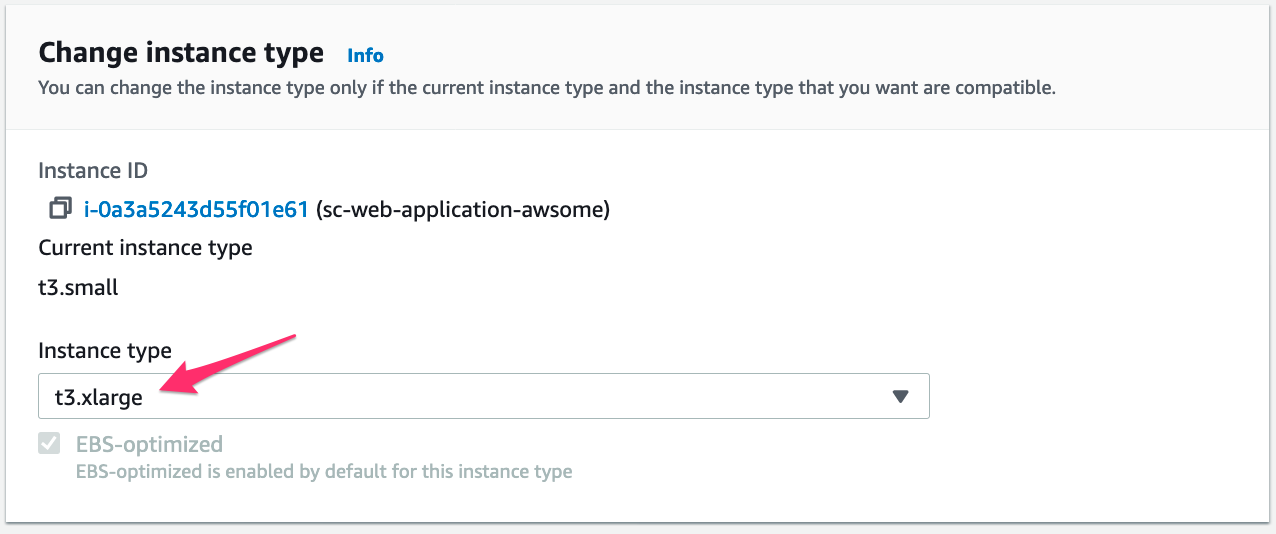 Change instance type Info
You can change the instance type only if the current instance type and the instance type that you want are compatible.
Instance ID
i-0a3a5243d55f01e61 (sc-web-application-awsome)
Current instance type
t3.small
Instance type
t3.xlarge
EBS-optimized
EBS-optimized is enabled by default for this instance type